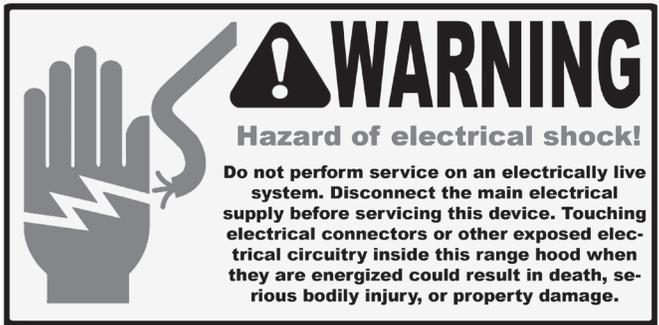 WARNING
Hazard of electrical shock!
Do not perform service on an electrically live
system. Disconnect the main electrical
supply before servicing this device. Touching
electrical connectors or other exposed elec-
trical circuitry inside this range hood when
they are energized could result in death, se-
rious bodily injury, or property damage.